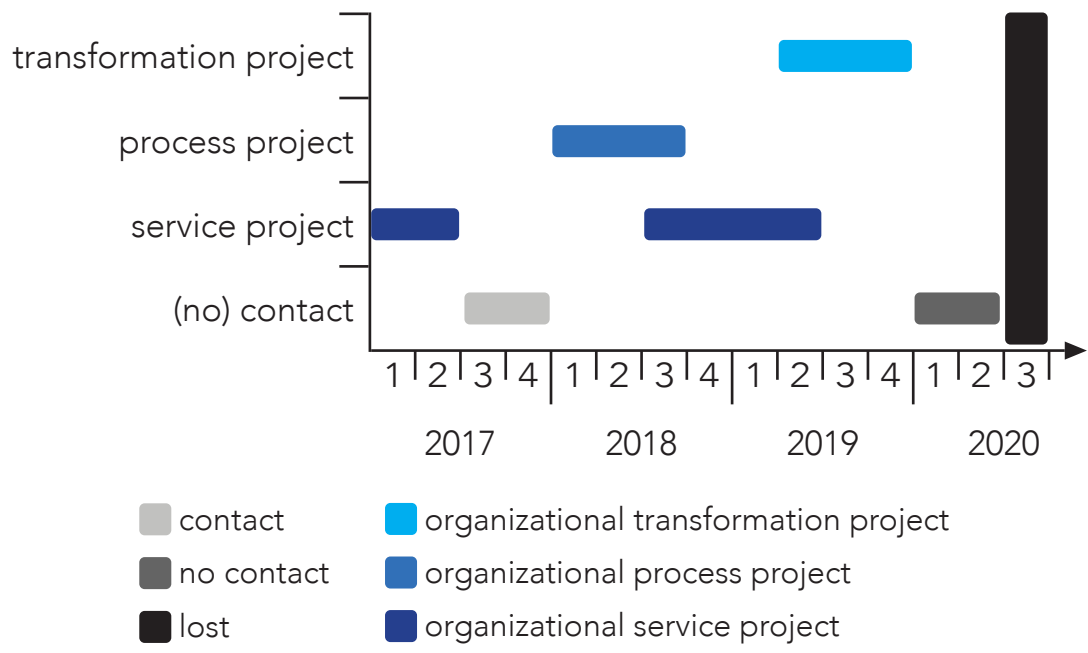 transformation project
process project
service project
(no) contact
1 2 3 4 1 2 3 4 1 2 3 4 1 2 3
2017 2018 2019 2020
contact organizational transformation project
no contact organizational process project
lost organizational service project